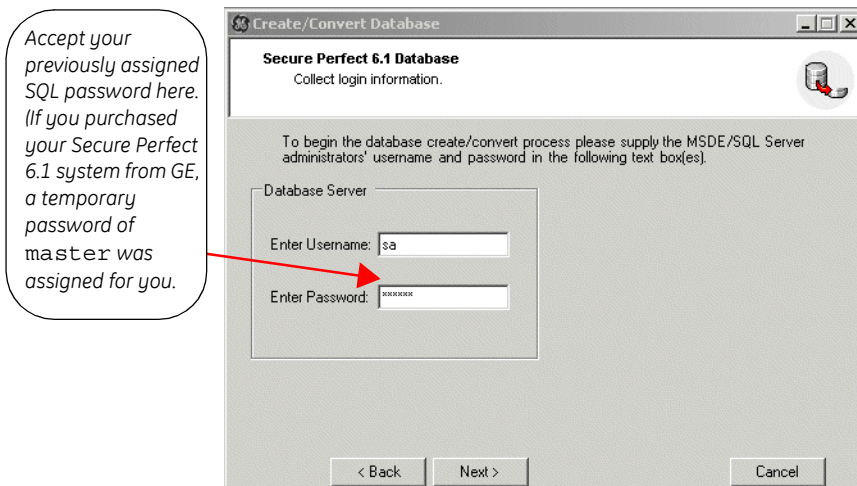 Accept your
previously assigned
SQL password here.
(If you purchased
your Secure Perfect
6.1 system from GE,
a temporary
password of
master was
assigned for you.
Create/Convert Database
Secure Perfect 6.1 Database
Collect login information.
To begin the database create/convert process please supply the MSDE/SQL Server
administrators' username and password in the following text box(es).
Database Server
Enter Username: sa
Enter Password: ××××××
< Back Next > Cancel